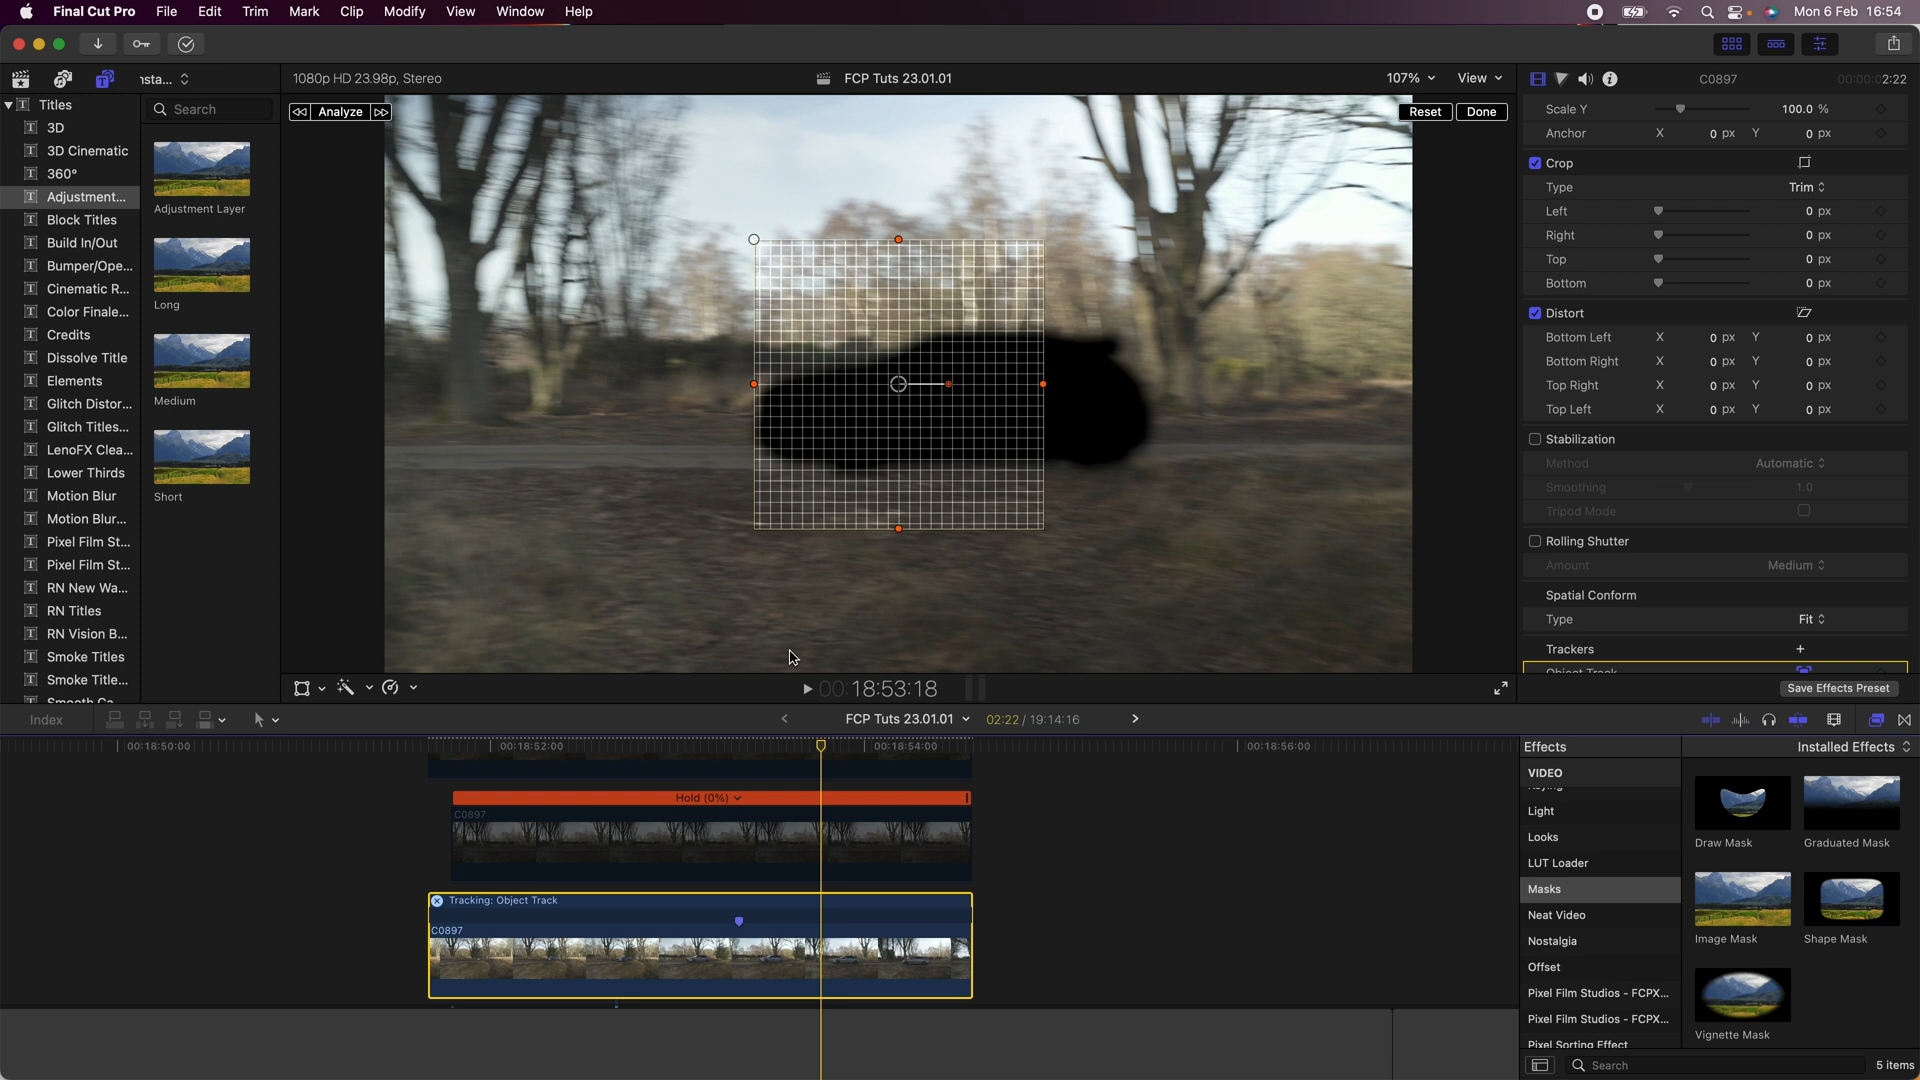 Final Cut Pro File Edit Trim Mark Clip Modify View Window Help Mon 6 Feb 16:54
nsta...
1080p HD 23.98p, Stereo
FCP Tuts 23.01.01
107% View
C0897
00:00:02:22
Titles
3D
3D Cinematic
360°
Adjustment...
Block Titles
Build In/Out
Bumper/Ope...
Cinematic R...
Color Finale...
Credits
Dissolve Title
Elements
Glitch Distor...
Glitch Titles...
LenoFX Clea...
Lower Thirds
Motion Blur
Motion Blur...
Pixel Film St...
Pixel Film St...
RN New Wa...
RN Titles
RN Vision B...
Smoke Titles
Smoke Title...
Search
Adjustment Layer
Long
Medium
Short
Analyze
Reset Done
Scale Y 100.0 %
Anchor X 0 px Y 0 px
Crop
Type Trim
Left 0 px
Right 0 px
Top 0 px
Bottom 0 px
Distort
Bottom Left X 0 px Y 0 px
Bottom Right X 0 px Y 0 px
Top Right X 0 px Y 0 px
Top Left X 0 px Y 0 px
Stabilization
Method Automatic
Smoothing 1.0
Tripod Mode
Rolling Shutter
Amount Medium
Spatial Conform
Type Fit
Trackers +
Object Track
Save Effects Preset
00:18:53:18
Index
FCP Tuts 23.01.01 02:22 / 19:14:16
00:18:50:00 00:18:52:00 00:18:54:00 00:18:56:00
Hold (0%)
C0897
Tracking: Object Track
C0897
Effects
Installed Effects
VIDEO
Keying
Light
Looks
LUT Loader
Masks
Neat Video
Nostalgia
Offset
Pixel Film Studios - FCPX...
Pixel Film Studios - FCPX...
Pixel Sorting Effect
Draw Mask
Graduated Mask
Image Mask
Shape Mask
Vignette Mask
Search
5 items